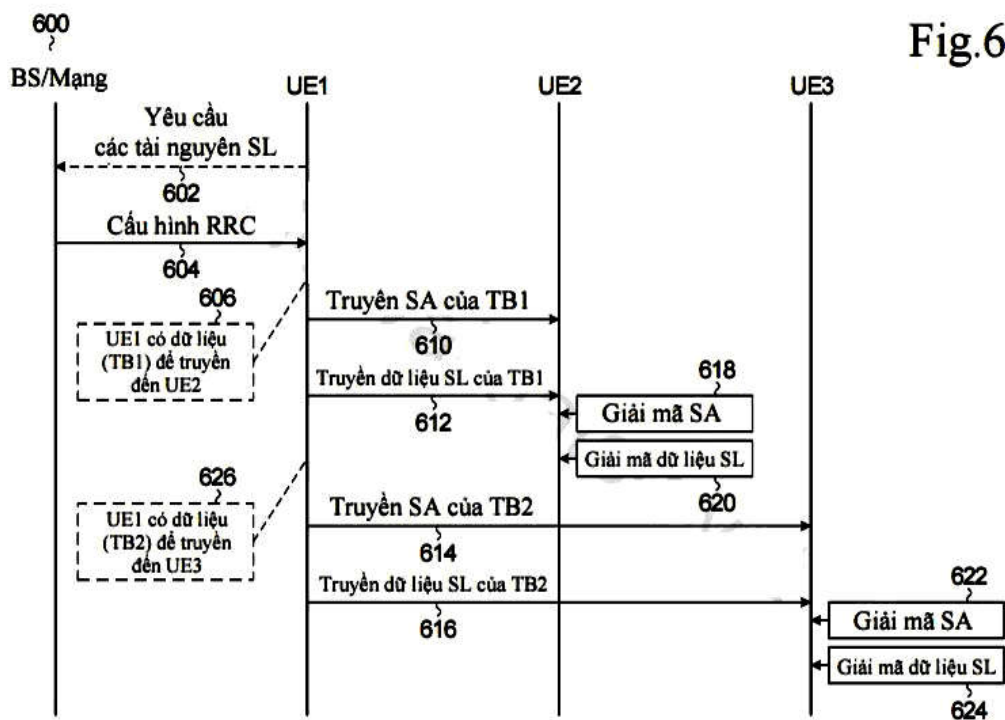 600
Fig.6
BS/Mạng
UE1
UE2
UE3
Yêu cầu
các tài nguyên SL
602
Cấu hình RRC
604
606
UE1 có dữ liệu
(TB1) để truyền
đến UE2
Truyền SA của TB1
610
Truyền dữ liệu SL của TB1
612
618
Giải mã SA
Giải mã dữ liệu SL
620
626
UE1 có dữ liệu
(TB2) để truyền
đến UE3
Truyền SA của TB2
614
Truyền dữ liệu SL của TB2
616
622
Giải mã SA
Giải mã dữ liệu SL
624